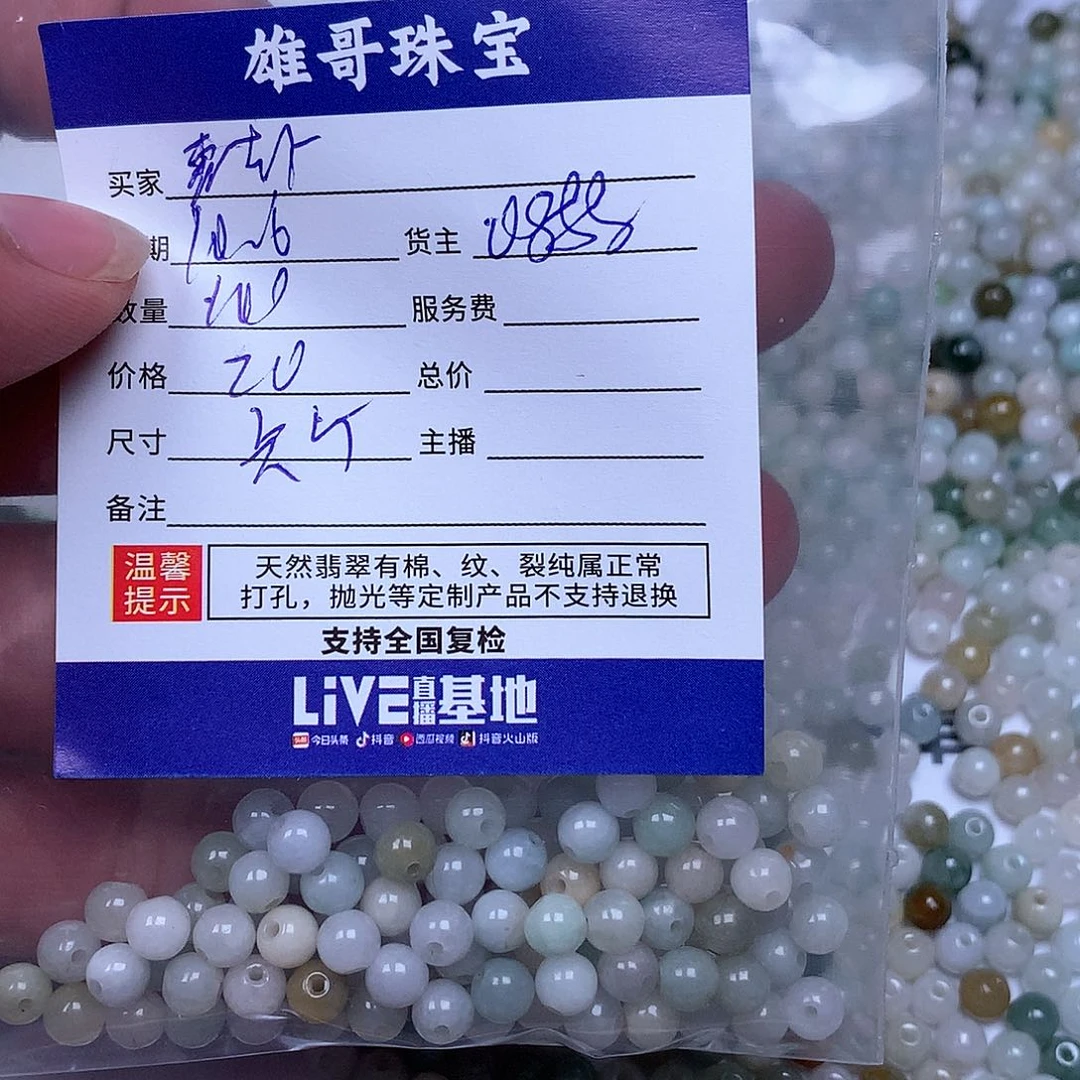 雄哥珠宝
买家
期 10-6 货主
数量 服务费
价格 20 总价
尺寸 主播
备注
温馨提示
天然翡翠有棉、纹、裂纯属正常
打孔，抛光等定制产品不支持退换
支持全国复检
LiVE直播基地
今日头条 抖音 西瓜视频 抖音火山版